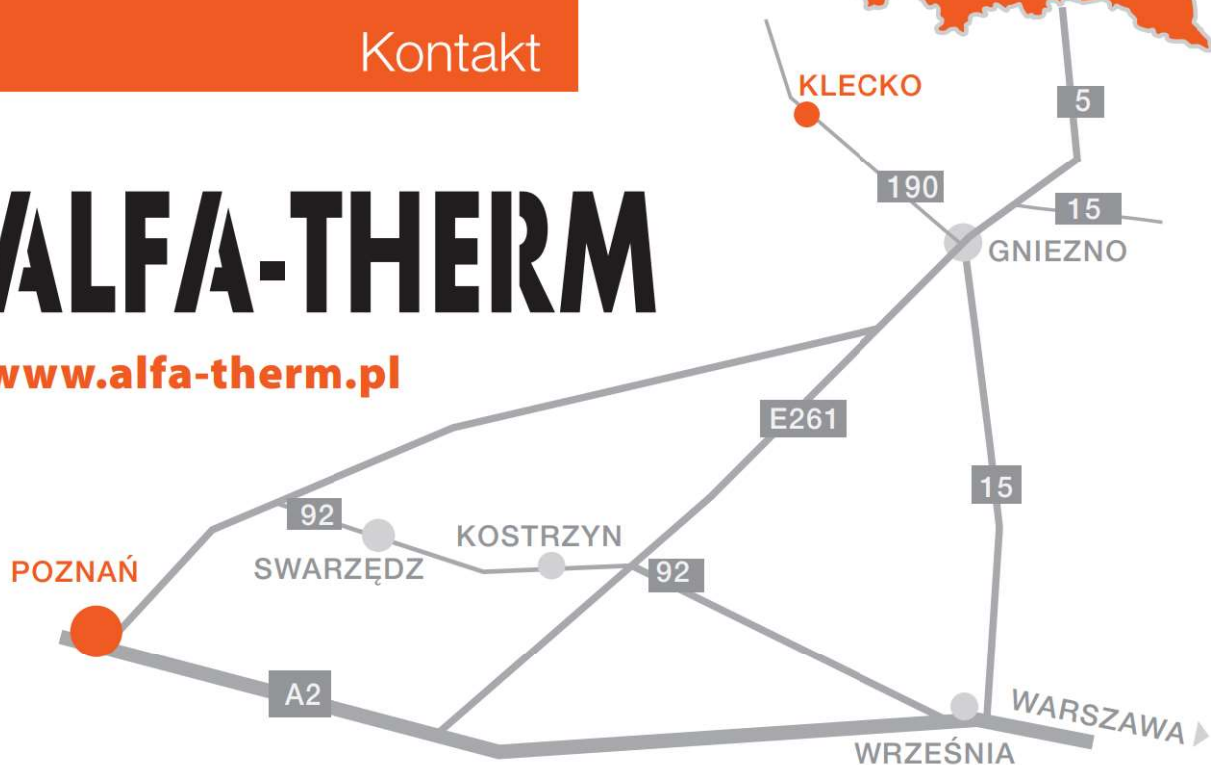 Kontakt
KLECKO
5
190
15
ALFA-THERM
GNIEZNO
www.alfa-therm.pl
E261
15
92
KOSTRZYN
POZNAŃ
SWARZĘDZ
92
A2
WARSZAWA
WRZEŚNIA